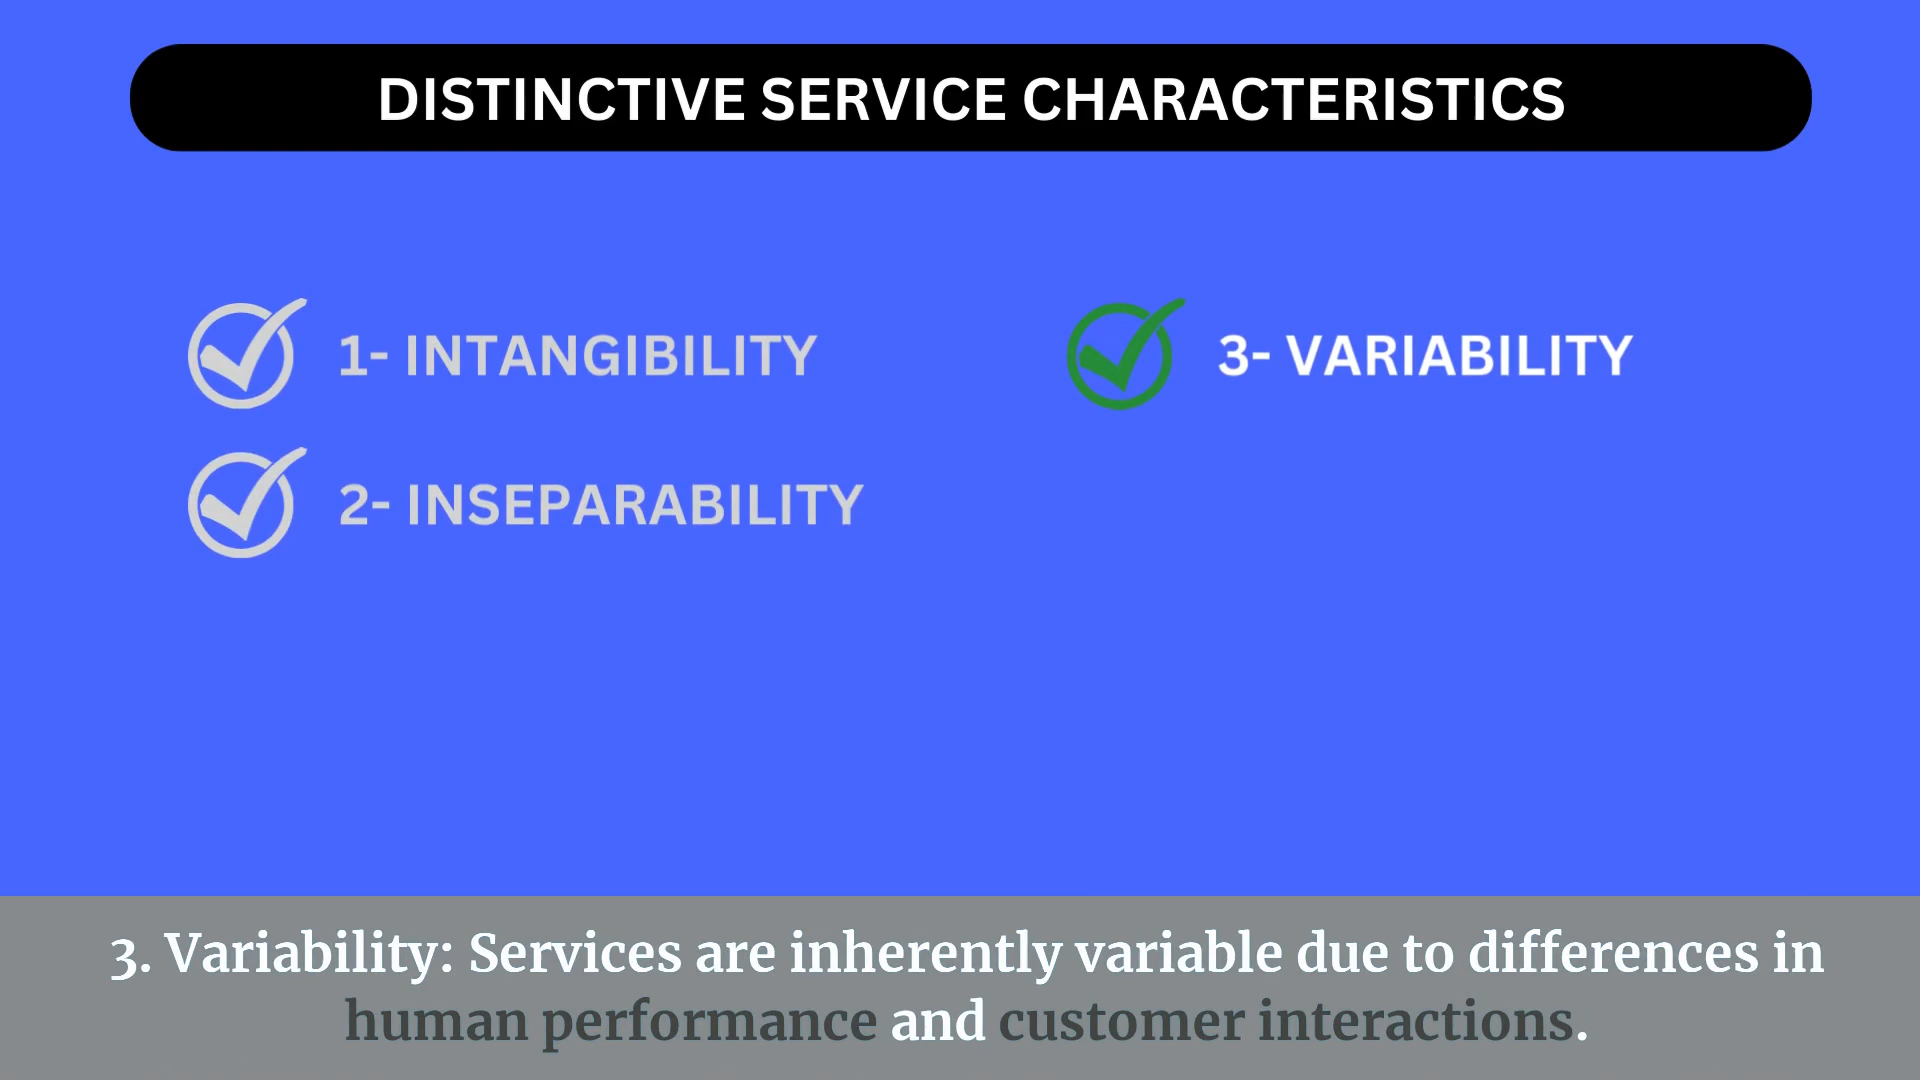 DISTINCTIVE SERVICE CHARACTERISTICS
1- INTANGIBILITY
2- INSEPARABILITY
3- VARIABILITY
3. Variability: Services are inherently variable due to differences in
human performance and customer interactions.